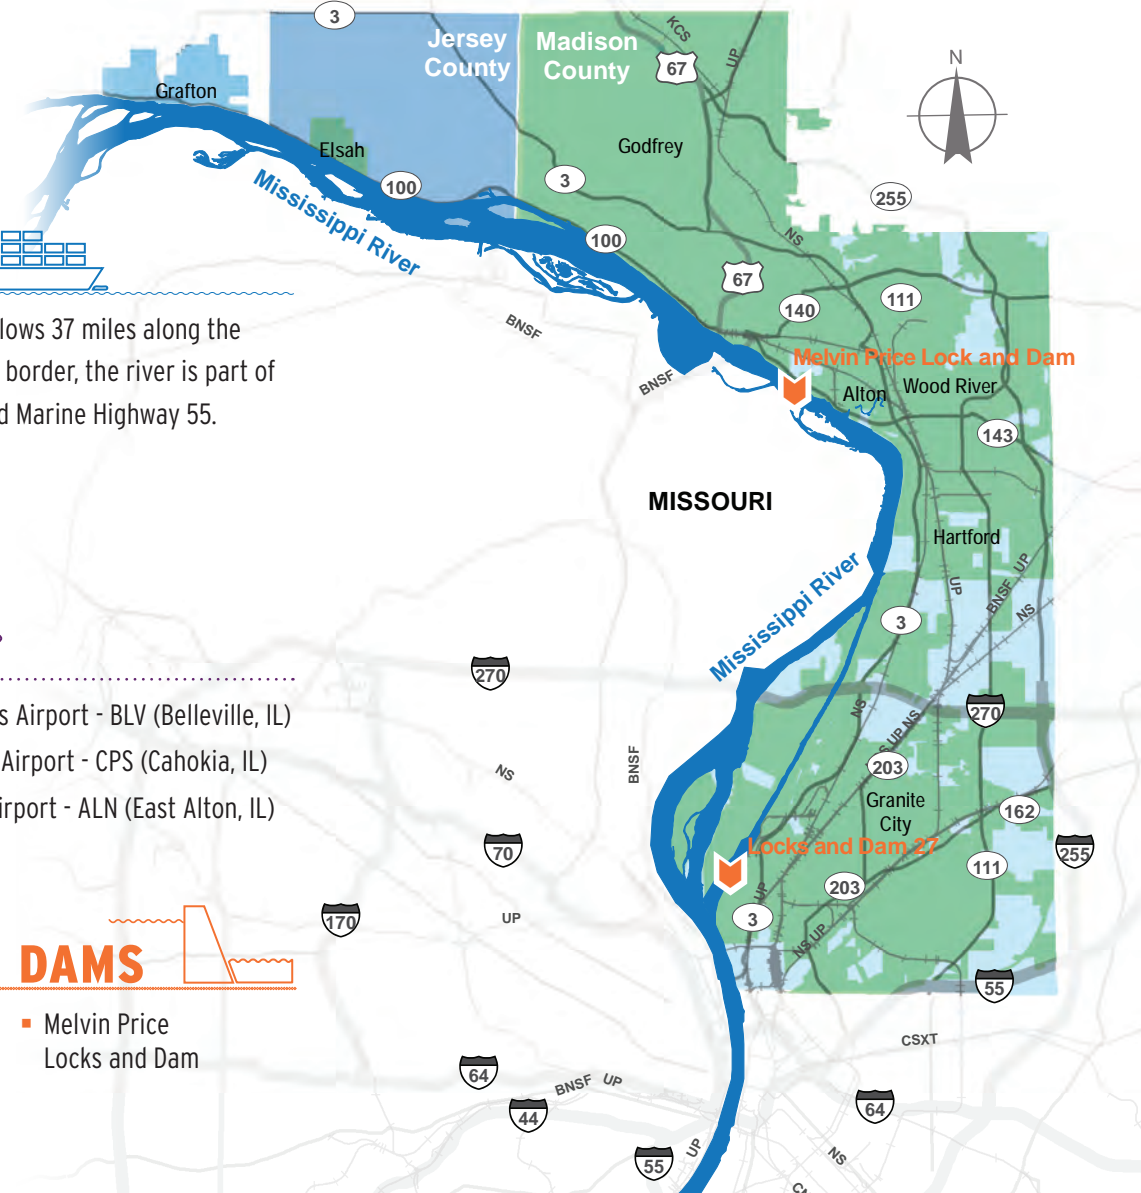 3
Jersey
County
Madison
County
KCS
UP
67
N
Grafton
Elsah
Godfrey
100
3
255
Mississippi River
NS
100
67
140
111
lows 37 miles along the
border, the river is part of
d Marine Highway 55.
BNSF
BNSF
Melvin Price Lock and Dam
Alton
Wood River
143
MISSOURI
Hartford
Mississippi River
UP
BNSF UP
NS
3
270
s Airport - BLV (Belleville, IL)
Airport - CPS (Cahokia, IL)
irport - ALN (East Alton, IL)
NS
270
S UP NS
BNSF
NS
203
Granite
City
162
70
Locks and Dam 27
255
111
203
170
UP
UP
3
NS UP
DAMS
55
Melvin Price
Locks and Dam
CSXT
64
BNSF UP
44
64
UP
55
NS